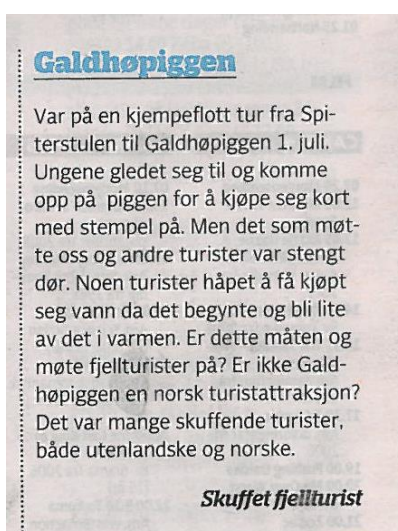 Galdhøpiggen
Var på en kjempeflott tur fra Spi-
terstulen til Galdhøpiggen 1. juli.
Ungene gledet seg til og komme
opp på piggen for å kjøpe seg kort
med stempel på. Men det som møt-
te oss og andre turister var stengt
dør. Noen turister håpet å få kjøpt
seg vann da det begynte og bli lite
av det i varmen. Er dette måten og
møte fjellturister på? Er ikke Gald-
høpiggen en norsk turistattraksjon?
Det var mange skuffende turister,
både utenlandske og norske.
Skuffet fjellturist